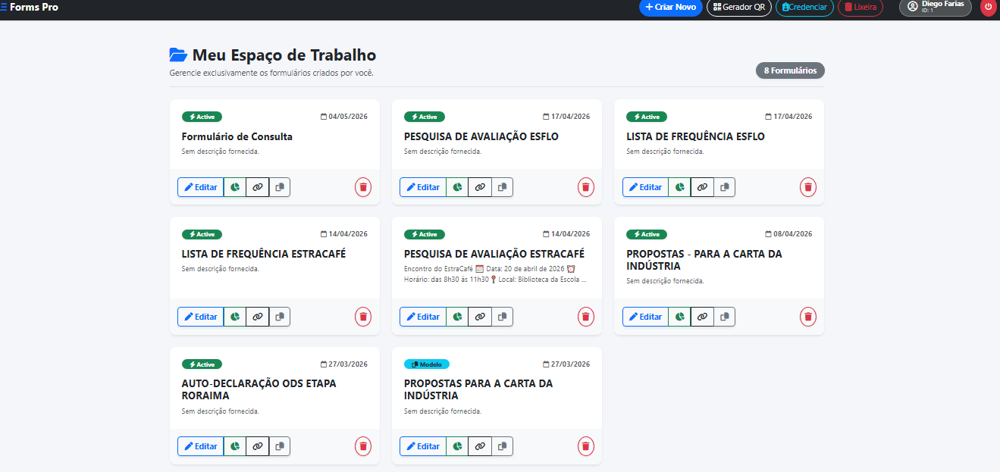 Forms Pro
Criar Novo
Gerador QR
Credenciar
Lixeira
Diego Farias
ID: 1
Meu Espaço de Trabalho
Gerencie exclusivamente os formulários criados por você.
8 Formulários
Active 04/05/2026
Formulário de Consulta
Sem descrição fornecida.
Editar
Active 17/04/2026
PESQUISA DE AVALIAÇÃO ESFLO
Sem descrição fornecida.
Editar
Active 17/04/2026
LISTA DE FREQUÊNCIA ESFLO
Sem descrição fornecida.
Editar
Active 14/04/2026
LISTA DE FREQUÊNCIA ESTRACAFÉ
Sem descrição fornecida.
Editar
Active 14/04/2026
PESQUISA DE AVALIAÇÃO ESTRACAFÉ
Encontro do EstraCafé 📅 Data: 20 de abril de 2026 ⏰
Horário: das 8h30 às 11h30 📍 Local: Biblioteca da Escola ...
Editar
Active 08/04/2026
PROPOSTAS - PARA A CARTA DA
INDÚSTRIA
Sem descrição fornecida.
Editar
Active 27/03/2026
AUTO-DECLARAÇÃO ODS ETAPA
RORAIMA
Sem descrição fornecida.
Editar
Modelo 27/03/2026
PROPOSTAS PARA A CARTA DA
INDÚSTRIA
Sem descrição fornecida.
Editar